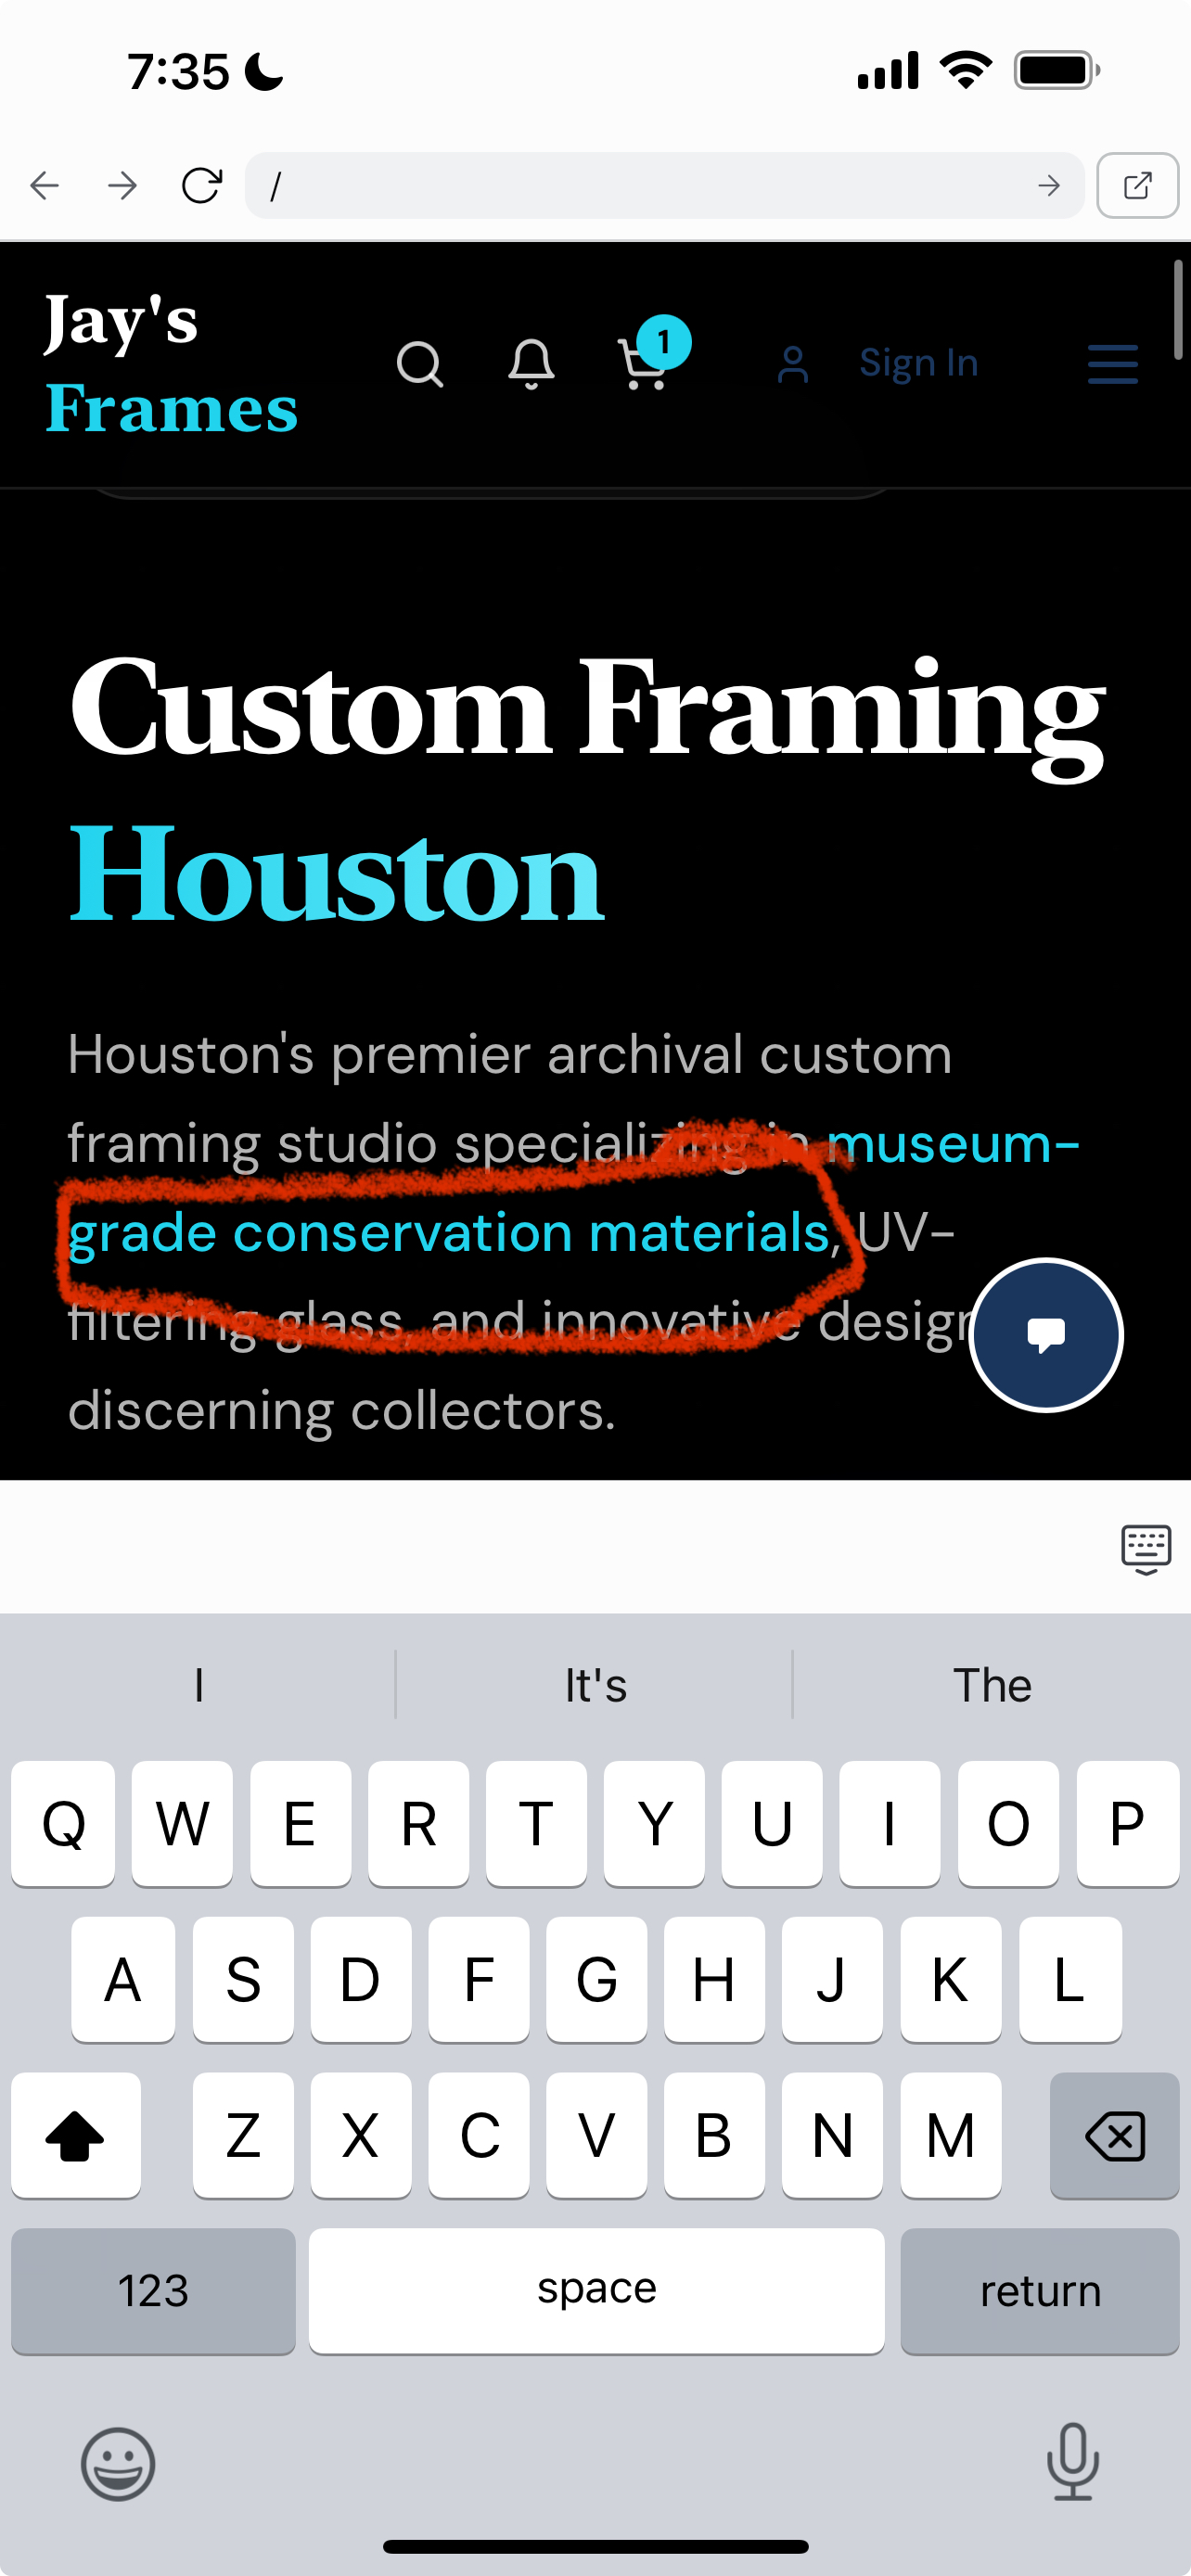 7:35
/
Jay's
Frames
1
Sign In
Custom Framing
Houston
Houston's premier archival custom
framing studio specializing in museum-
grade conservation materials, UV-
filtering glass, and innovative design
discerning collectors.
I It's The
Q W E R T Y U I O P
A S D F G H J K L
Z X C V B N M
123 space return